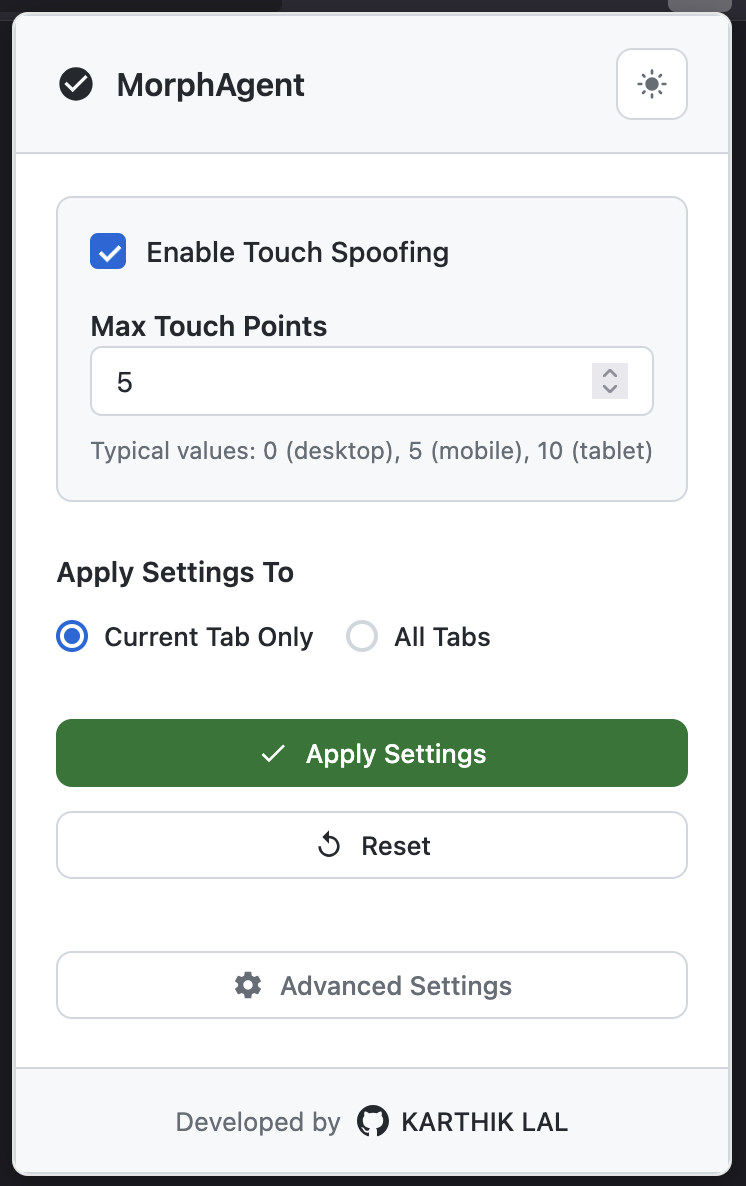 MorphAgent
Enable Touch Spoofing
Max Touch Points
5
Typical values: 0 (desktop), 5 (mobile), 10 (tablet)
Apply Settings To
Current Tab Only
All Tabs
Apply Settings
Reset
Advanced Settings
Developed by KARTHIK LAL